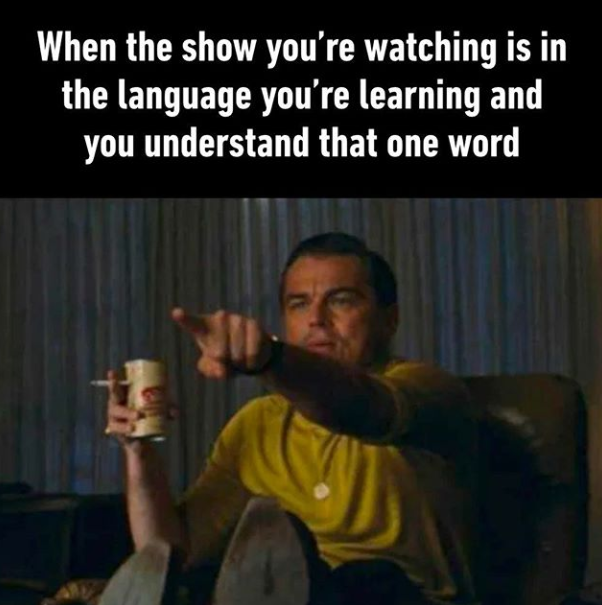 When the show you’re watching is in
the language you’re learning and
you understand that one word